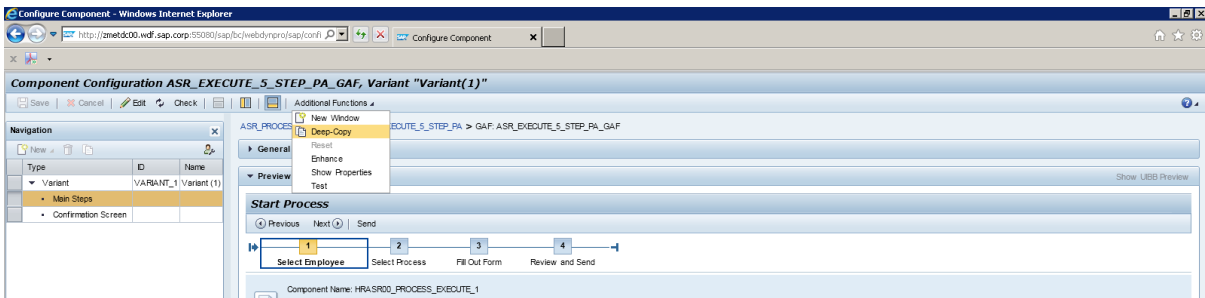 Configure Component - Windows Internet Explorer
http://zmetdc00.wdf.sap.corp:55080/sap/bc/webdynpro/sap/confi
Configure Component
Component Configuration ASR_EXECUTE_5_STEP_PA_GAF, Variant "Variant(1)"
Save Cancel Edit Check Additional Functions
New Window
Deep-Copy
Reset
Enhance
Show Properties
Test
Navigation
New
Type ID Name
Variant VARIANT_1 Variant (1)
Main Steps
Confirmation Screen
ASR_PROCES ECUTE_5_STEP_PA > GAF: ASR_EXECUTE_5_STEP_PA_GAF
General
Preview Show UIBB Preview
Start Process
Previous Next Send
1 2 3 4
Select Employee Select Process Fill Out Form Review and Send
Component Name: HRASR00_PROCESS_EXECUTE_1